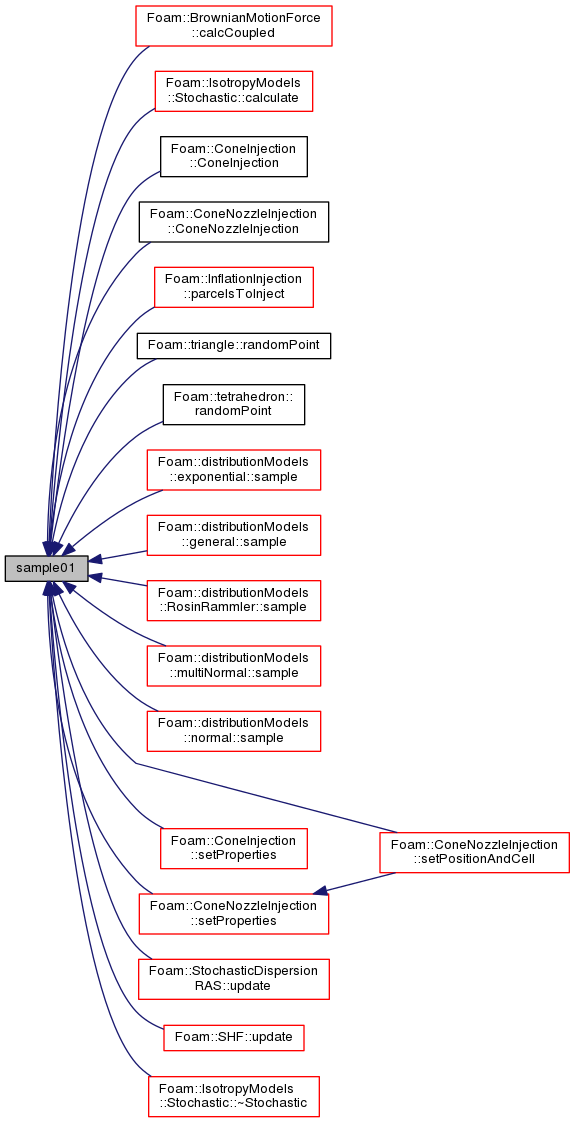 Foam::BrownianMotionForce
::calcCoupled
Foam::IsotropyModels
::Stochastic::calculate
Foam::ConeInjection
::ConeInjection
Foam::ConeNozzleInjection
::ConeNozzleInjection
Foam::InflationInjection
::parcelsToInject
Foam::triangle::randomPoint
Foam::tetrahedron::
randomPoint
Foam::distributionModels
::exponential::sample
Foam::distributionModels
::general::sample
sample01
Foam::distributionModels
::RosinRammler::sample
Foam::distributionModels
::multiNormal::sample
Foam::distributionModels
::normal::sample
Foam::ConeInjection
::setProperties
Foam::ConeNozzleInjection
::setPositionAndCell
Foam::ConeNozzleInjection
::setProperties
Foam::StochasticDispersion
RAS::update
Foam::SHF::update
Foam::IsotropyModels
::Stochastic::~Stochastic